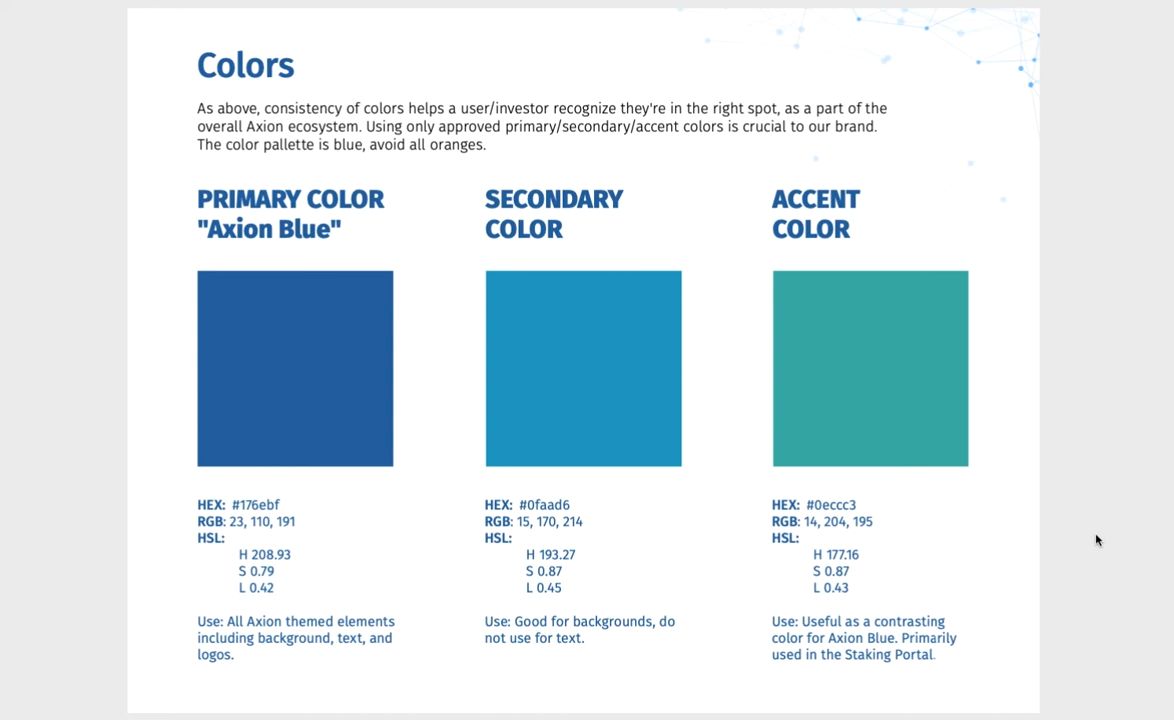 Colors
As above, consistency of colors helps a user/investor recognize they're in the right spot, as a part of the
overall Axion ecosystem. Using only approved primary/secondary/accent colors is crucial to our brand.
The color pallette is blue, avoid all oranges.
PRIMARY COLOR
"Axion Blue"
HEX: #176ebf
RGB: 23, 110, 191
HSL:
H 208.93
S 0.79
L 0.42
Use: All Axion themed elements
including background, text, and
logos.
SECONDARY
COLOR
HEX: #0faad6
RGB: 15, 170, 214
HSL:
H 193.27
S 0.87
L 0.45
Use: Good for backgrounds, do
not use for text.
ACCENT
COLOR
HEX: #0eccc3
RGB: 14, 204, 195
HSL:
H 177.16
S 0.87
L 0.43
Use: Useful as a contrasting
color for Axion Blue. Primarily
used in the Staking Portal.